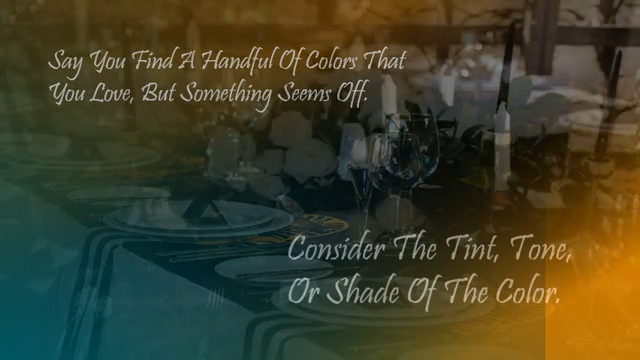 Say You Find A Handful Of Colors That
You Love, But Something Seems Off.
Consider The Tint, Tone,
Or Shade Of The Color.